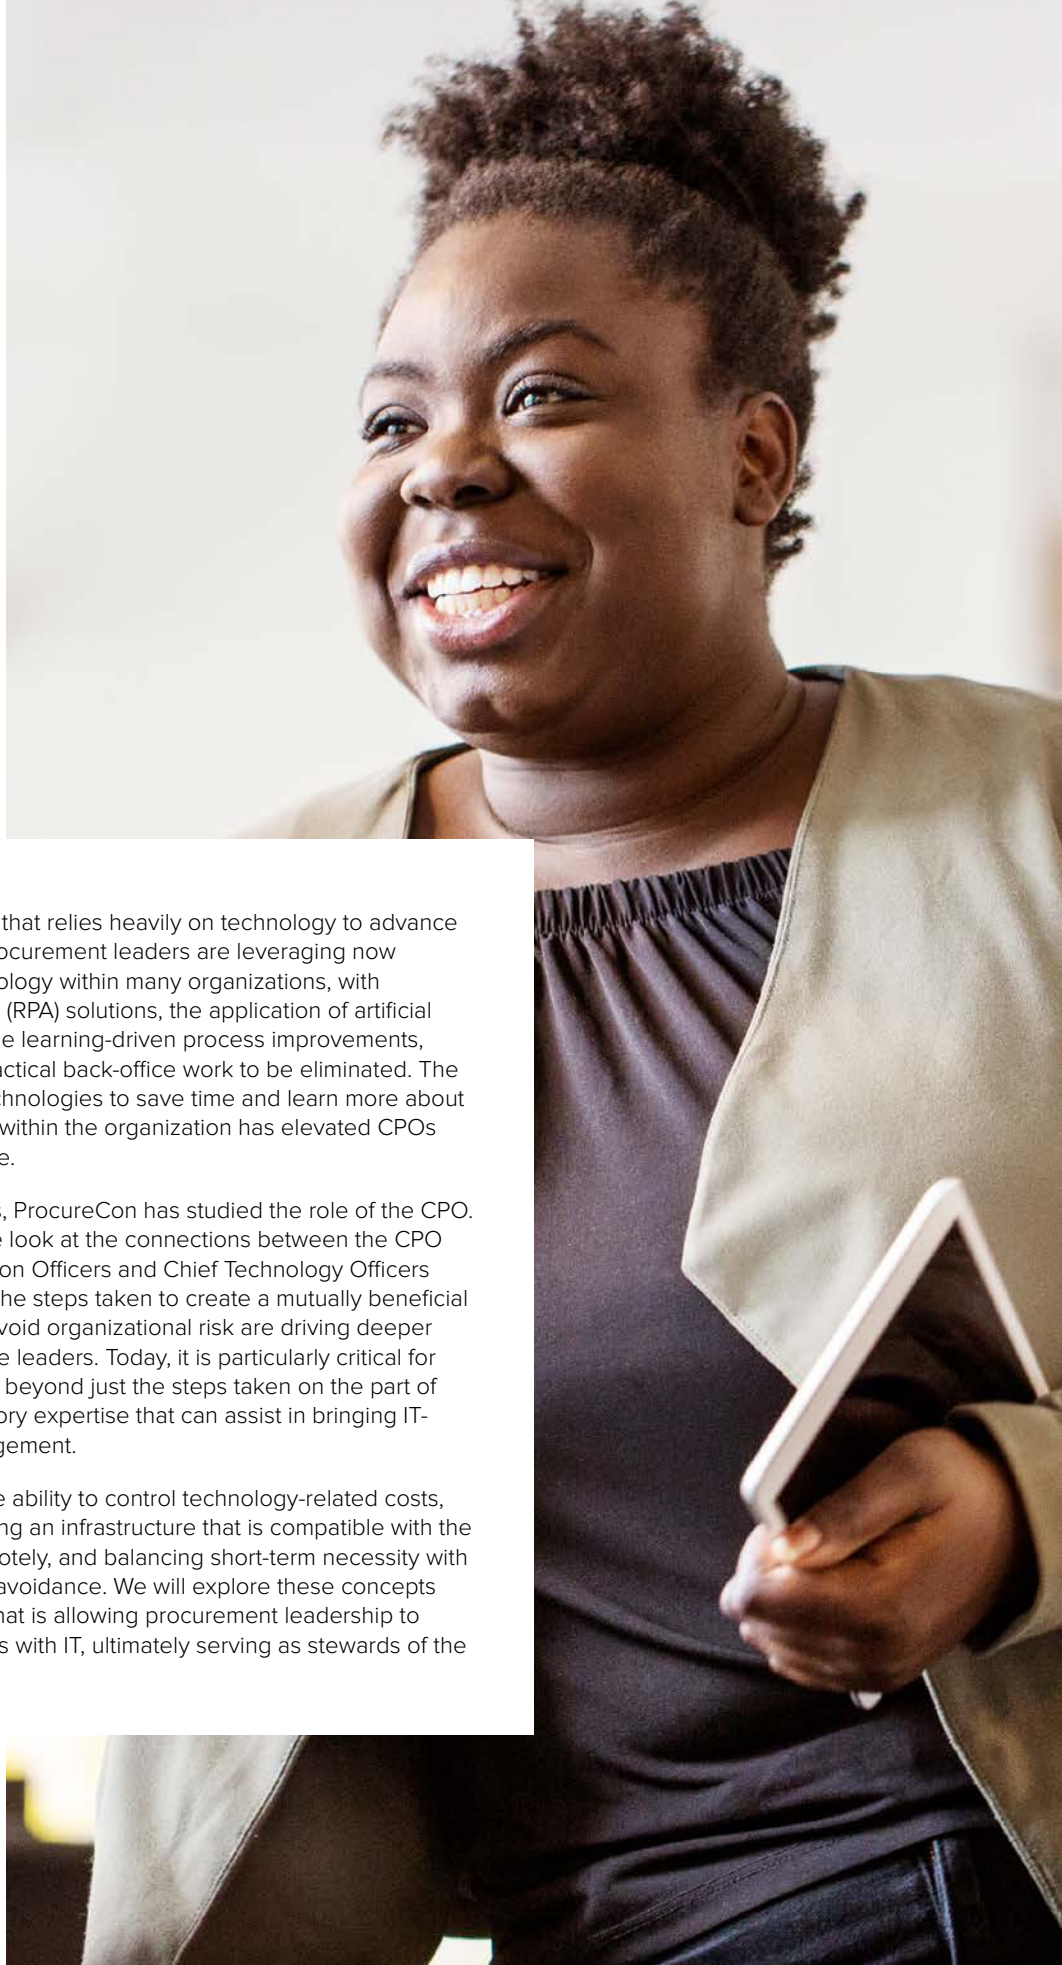 that relies heavily on technology to advance
ocurement leaders are leveraging now
ology within many organizations, with
(RPA) solutions, the application of artificial
e learning-driven process improvements,
actical back-office work to be eliminated. The
chnologies to save time and learn more about
within the organization has elevated CPOs
e.
s, ProcureCon has studied the role of the CPO.
e look at the connections between the CPO
on Officers and Chief Technology Officers
he steps taken to create a mutually beneficial
void organizational risk are driving deeper
e leaders. Today, it is particularly critical for
beyond just the steps taken on the part of
ory expertise that can assist in bringing IT-
gement.
e ability to control technology-related costs,
ng an infrastructure that is compatible with the
otely, and balancing short-term necessity with
avoidance. We will explore these concepts
hat is allowing procurement leadership to
s with IT, ultimately serving as stewards of the